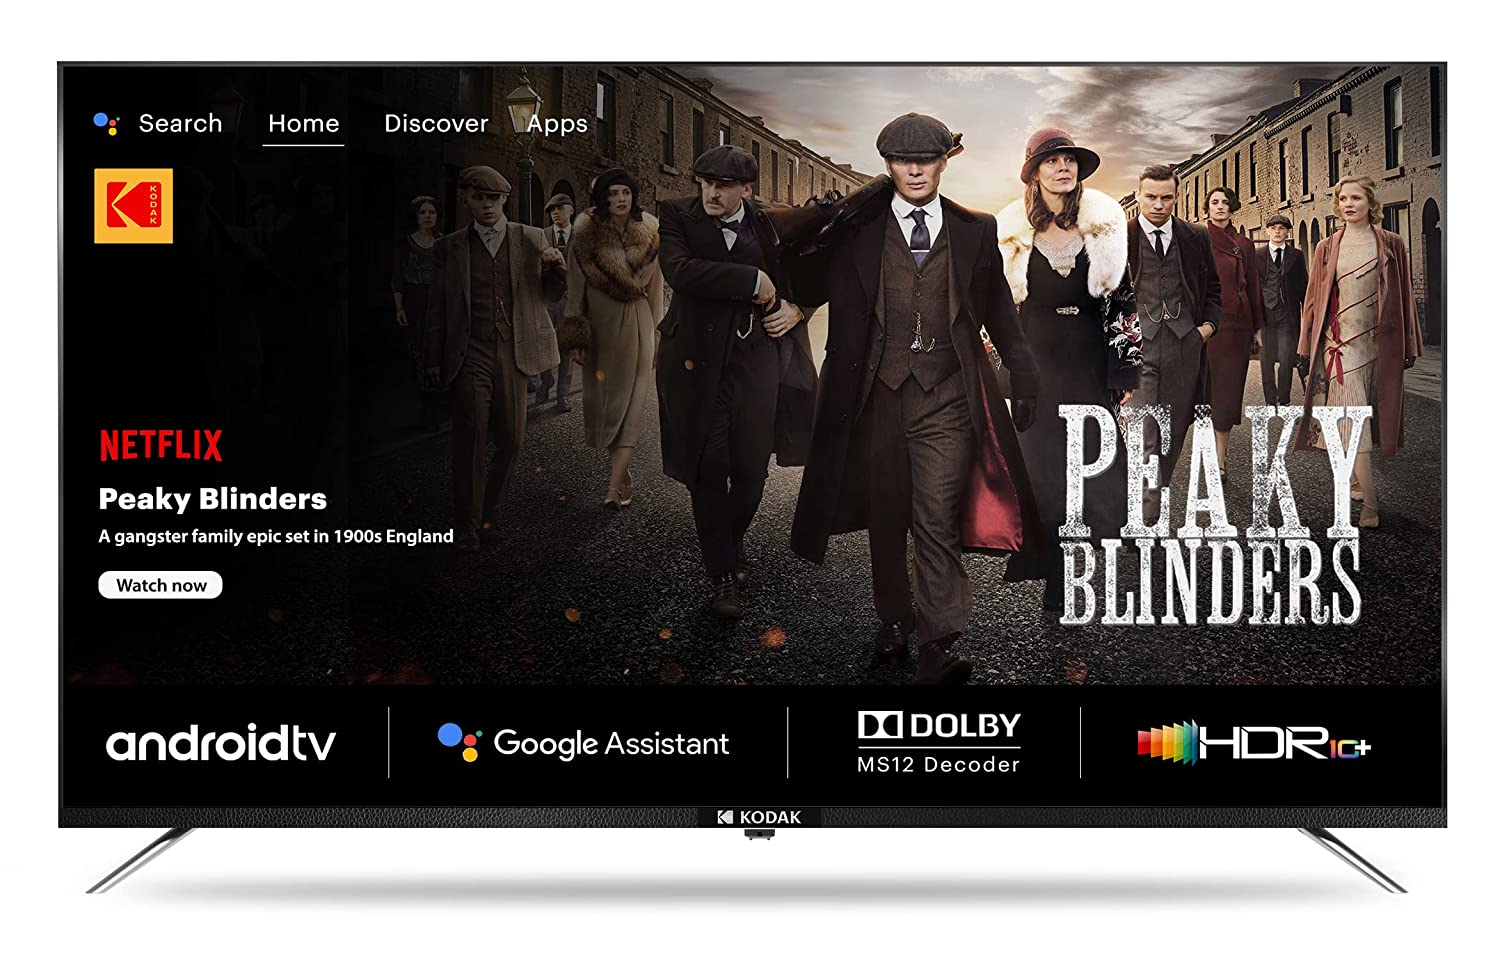 Search Home Discover Apps
KODAK
NETFLIX
Peaky Blinders
A gangster family epic set in 1900s England
Watch now
PEAKY
BLINDERS
androidtv
Google Assistant
DOLBY
MS12 Decoder
HDR10+
KODAK